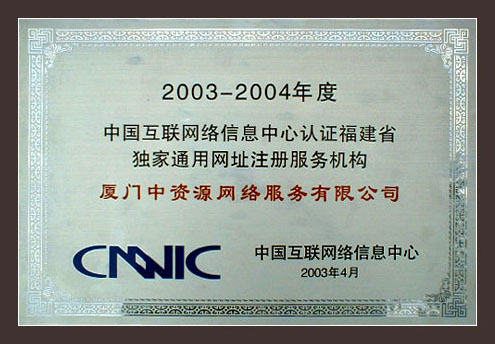 2003-2004年度
中国互联网络信息中心认证福建省
独家通用网址注册服务机构
厦门中资源网络服务有限公司
CNNIC
中国互联网络信息中心
2003年4月